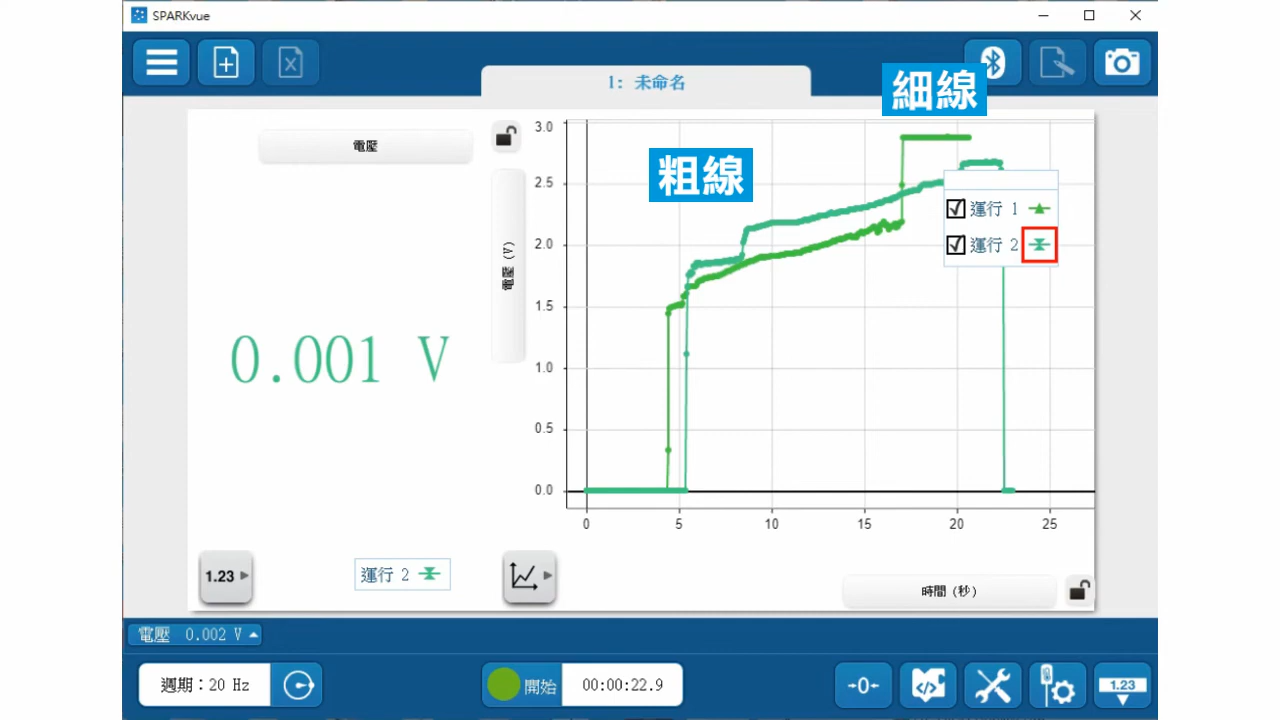 SPARKvue
1: 未命名
細線
粗線
電壓
電壓 (V)
3.0
2.5
2.0
1.5
1.0
0.5
0.0
0 5 10 15 20 25
運行 1
運行 2
0.001 V
1.23
運行 2
時間 (秒)
電壓 0.002 V
週期：20 Hz
開始
00:00:22.9
-0-
1.23